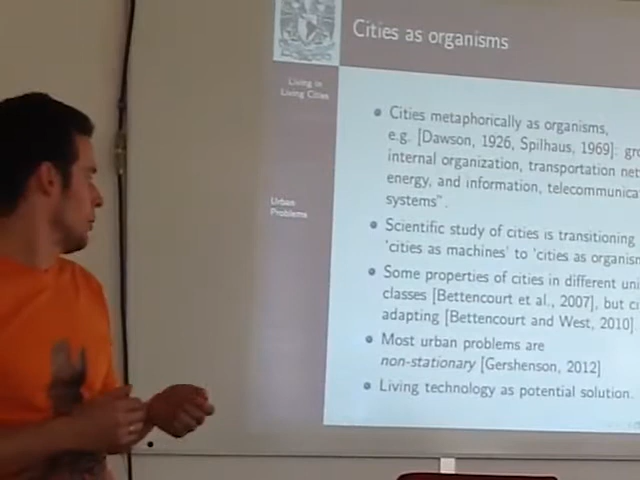 Cities as organisms
Living in
Living Cities
Urban
Problems
Cities metaphorically as organisms,
e.g. [Dawson, 1926, Spilhaus, 1969]:
internal organization, transportation
energy, and information,
systems".
Scientific study of cities is transitioning
'cities as machines' to 'cities as
Some properties of cities in different
classes [Bettencourt et al., 2007], but
adapting [Bettencourt and West, 2010]
Most urban problems are
non-stationary [Gershenson, 2012]
Living technology as potential solution.